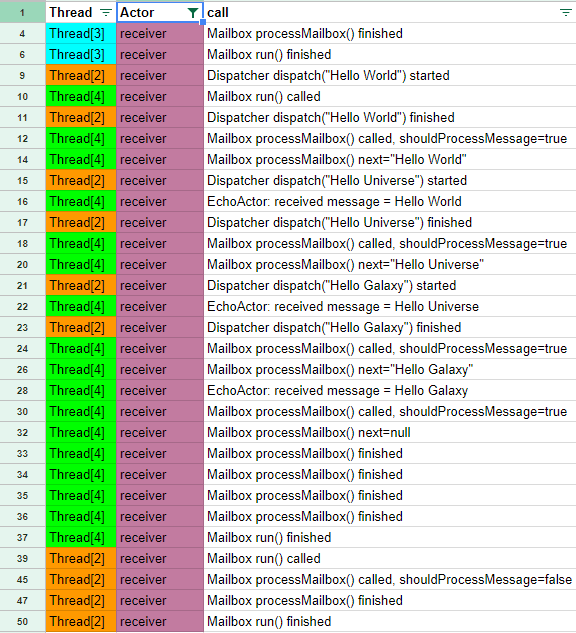 1 Thread Actor call
4 Thread[3] receiver Mailbox processMailbox() finished
6 Thread[3] receiver Mailbox run() finished
9 Thread[2] receiver Dispatcher dispatch("Hello World") started
10 Thread[4] receiver Mailbox run() called
11 Thread[2] receiver Dispatcher dispatch("Hello World") finished
12 Thread[4] receiver Mailbox processMailbox() called, shouldProcessMessage=true
14 Thread[4] receiver Mailbox processMailbox() next="Hello World"
15 Thread[2] receiver Dispatcher dispatch("Hello Universe") started
16 Thread[4] receiver EchoActor: received message = Hello World
17 Thread[2] receiver Dispatcher dispatch("Hello Universe") finished
18 Thread[4] receiver Mailbox processMailbox() called, shouldProcessMessage=true
20 Thread[4] receiver Mailbox processMailbox() next="Hello Universe"
21 Thread[2] receiver Dispatcher dispatch("Hello Galaxy") started
22 Thread[4] receiver EchoActor: received message = Hello Universe
23 Thread[2] receiver Dispatcher dispatch("Hello Galaxy") finished
24 Thread[4] receiver Mailbox processMailbox() called, shouldProcessMessage=true
26 Thread[4] receiver Mailbox processMailbox() next="Hello Galaxy"
28 Thread[4] receiver EchoActor: received message = Hello Galaxy
30 Thread[4] receiver Mailbox processMailbox() called, shouldProcessMessage=true
32 Thread[4] receiver Mailbox processMailbox() next=null
33 Thread[4] receiver Mailbox processMailbox() finished
34 Thread[4] receiver Mailbox processMailbox() finished
35 Thread[4] receiver Mailbox processMailbox() finished
36 Thread[4] receiver Mailbox processMailbox() finished
37 Thread[4] receiver Mailbox run() finished
39 Thread[2] receiver Mailbox run() called
45 Thread[2] receiver Mailbox processMailbox() called, shouldProcessMessage=false
47 Thread[2] receiver Mailbox processMailbox() finished
50 Thread[2] receiver Mailbox run() finished